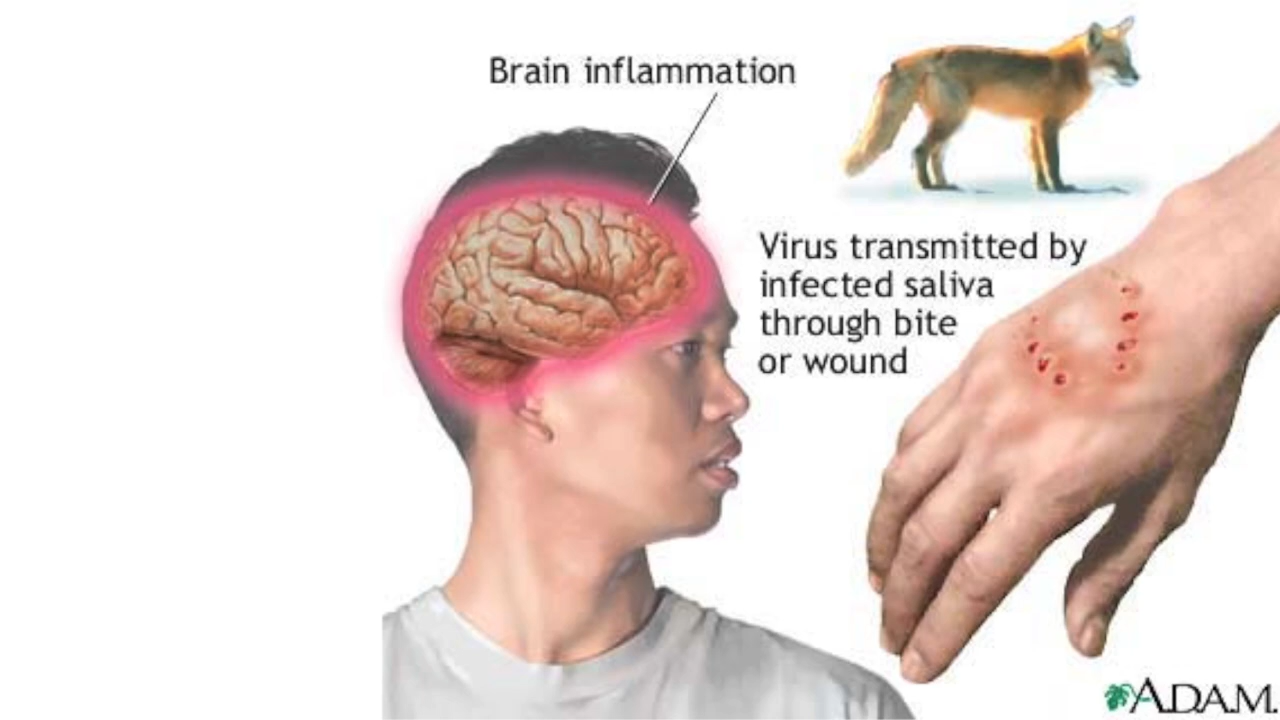 Brain inflammation
Virus transmitted by
infected saliva
through bite
or wound
A.D.A.M.